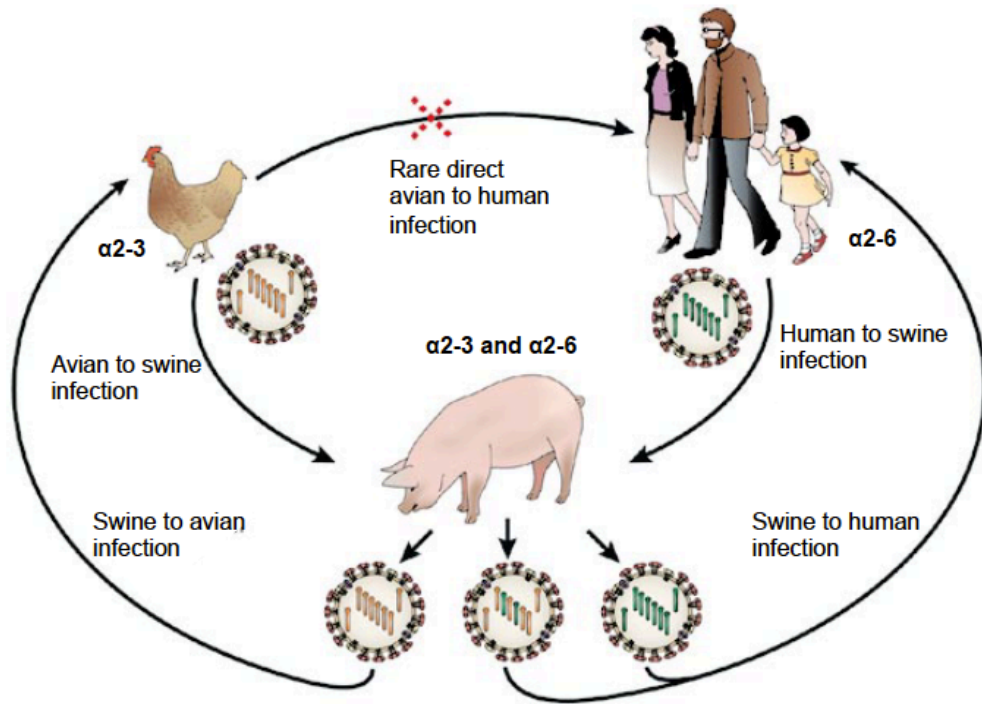 Rare direct
avian to human
infection
α2-3
α2-6
Avian to swine
infection
α2-3 and α2-6
Human to swine
infection
Swine to avian
infection
Swine to human
infection